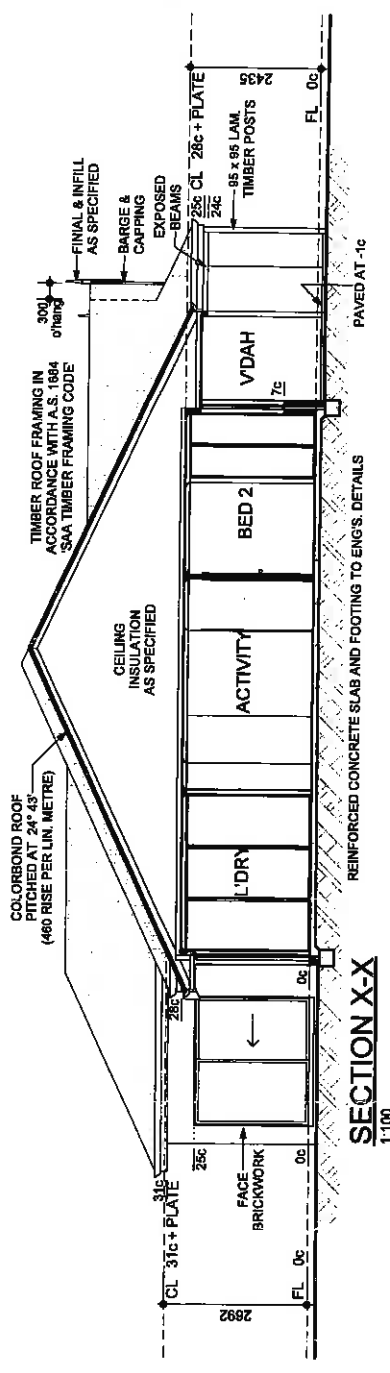 COLORBOND ROOF
PITCHED AT 24° 43'
(460 RISE PER LIN. METRE)
TIMBER ROOF FRAMING IN
ACCORDANCE WITH A.S. 1684
'SAA TIMBER FRAMING CODE'
300
o'hang
FINIAL & INFILL
AS SPECIFIED
BARGE &
CAPPING
EXPOSED
BEAMS
25c CL 28c + PLATE
24c
95 x 95 LAM.
TIMBER POSTS
2435
FL 0c
PAVED AT -1c
CEILING
INSULATION
AS SPECIFIED
31c
CL 31c + PLATE
28c
25c
2692
FACE
BRICKWORK
FL 0c
0c
0c
L'DRY
ACTIVITY
BED 2
V'DAH
7c
REINFORCED CONCRETE SLAB AND FOOTING TO ENG'S. DETAILS
SECTION X-X
1:100